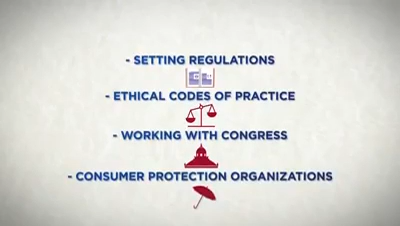 - SETTING REGULATIONS
- ETHICAL CODES OF PRACTICE
- WORKING WITH CONGRESS
- CONSUMER PROTECTION ORGANIZATIONS